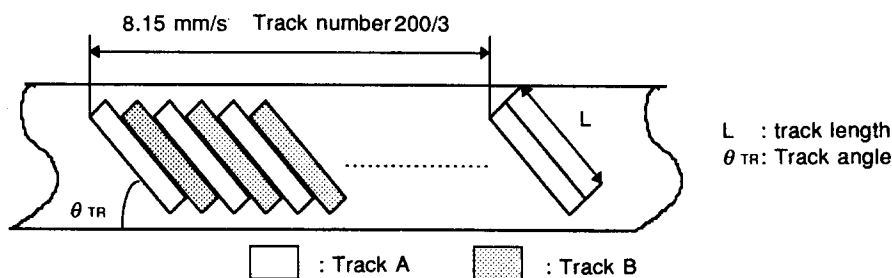 8.15 mm/s Track number 200/3
L
L : track length
θ TR : Track angle
θ TR
: Track A : Track B